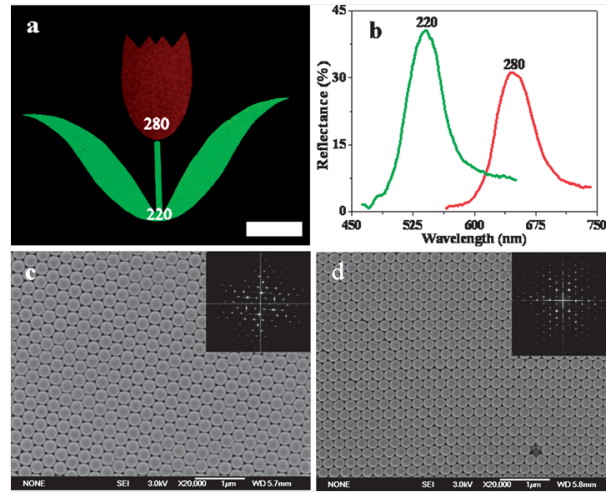 a
280
220
b
220
280
45
30
15
0
Reflectance (%)
450 525 600 675 750
Wavelength (nm)
c
NONE SEI 3.0kV X20,000 1μm WD 5.7mm
d
NONE SEI 3.0kV X20,000 1μm WD 5.8mm